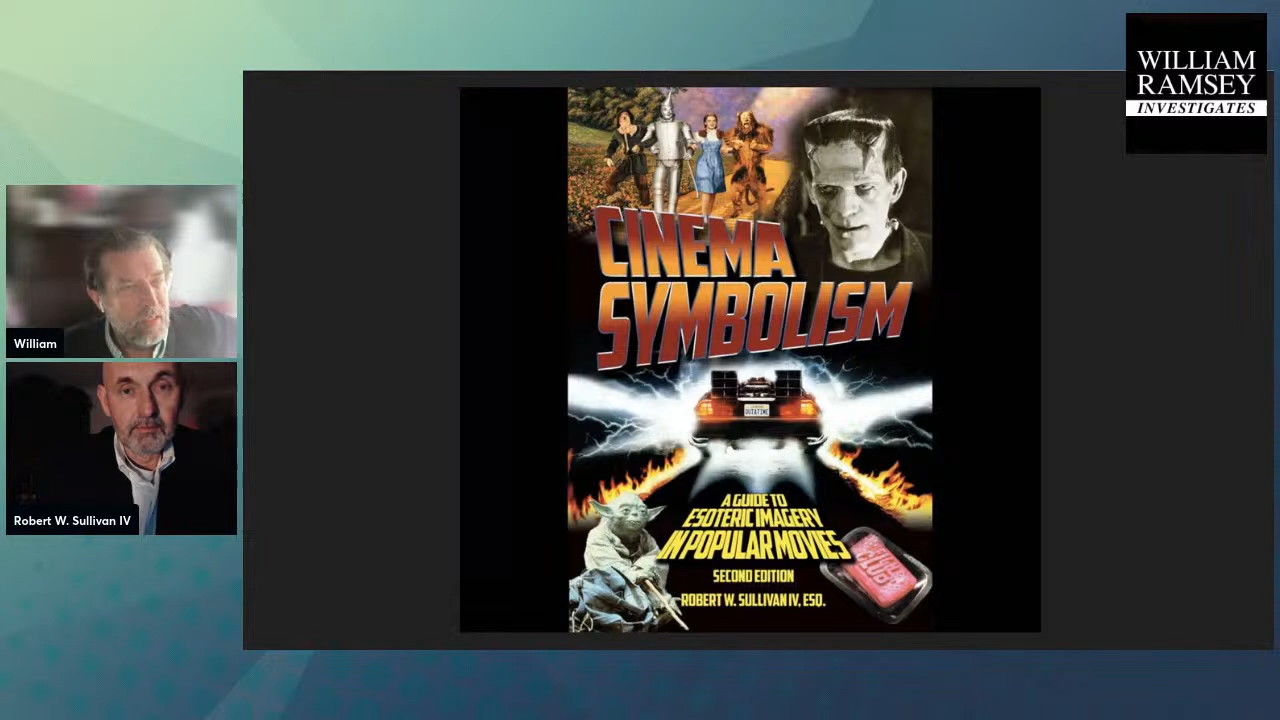 WILLIAM
RAMSEY
INVESTIGATES
William
Robert W. Sullivan IV
CINEMA
SYMBOLISM
OUTATIME
A GUIDE TO
ESOTERIC IMAGERY
IN POPULAR MOVIES
SECOND EDITION
ROBERT W. SULLIVAN IV, ESQ.
CLUB